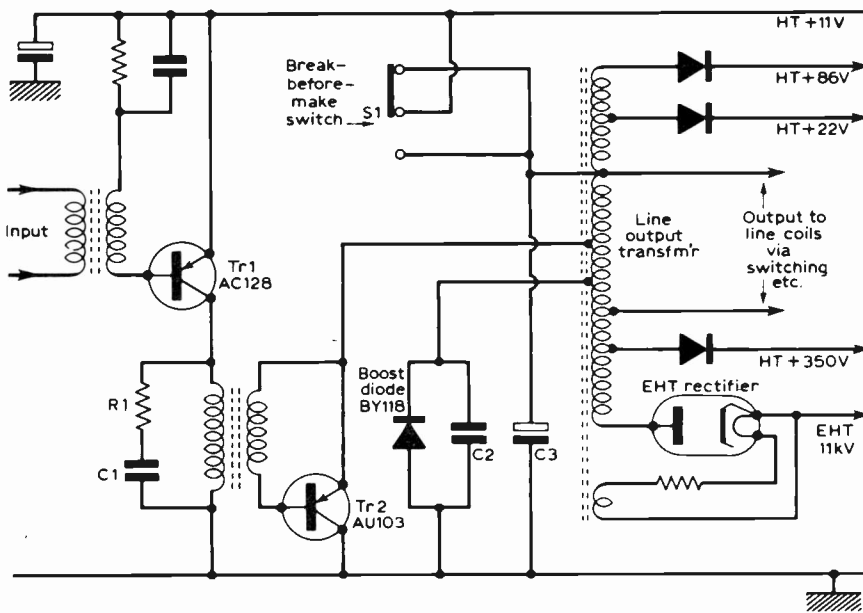 HT +11V
Break-
before-
make
switch
S1
HT+86V
HT+22V
Input
Tr1
AC128
Line
output
transfm'r
Output to
line coils
via
switching
etc.
HT+350V
R1
C1
Boost
diode
BY118
C2
C3
EHT rectifier
EHT
11kV
Tr2
AU103